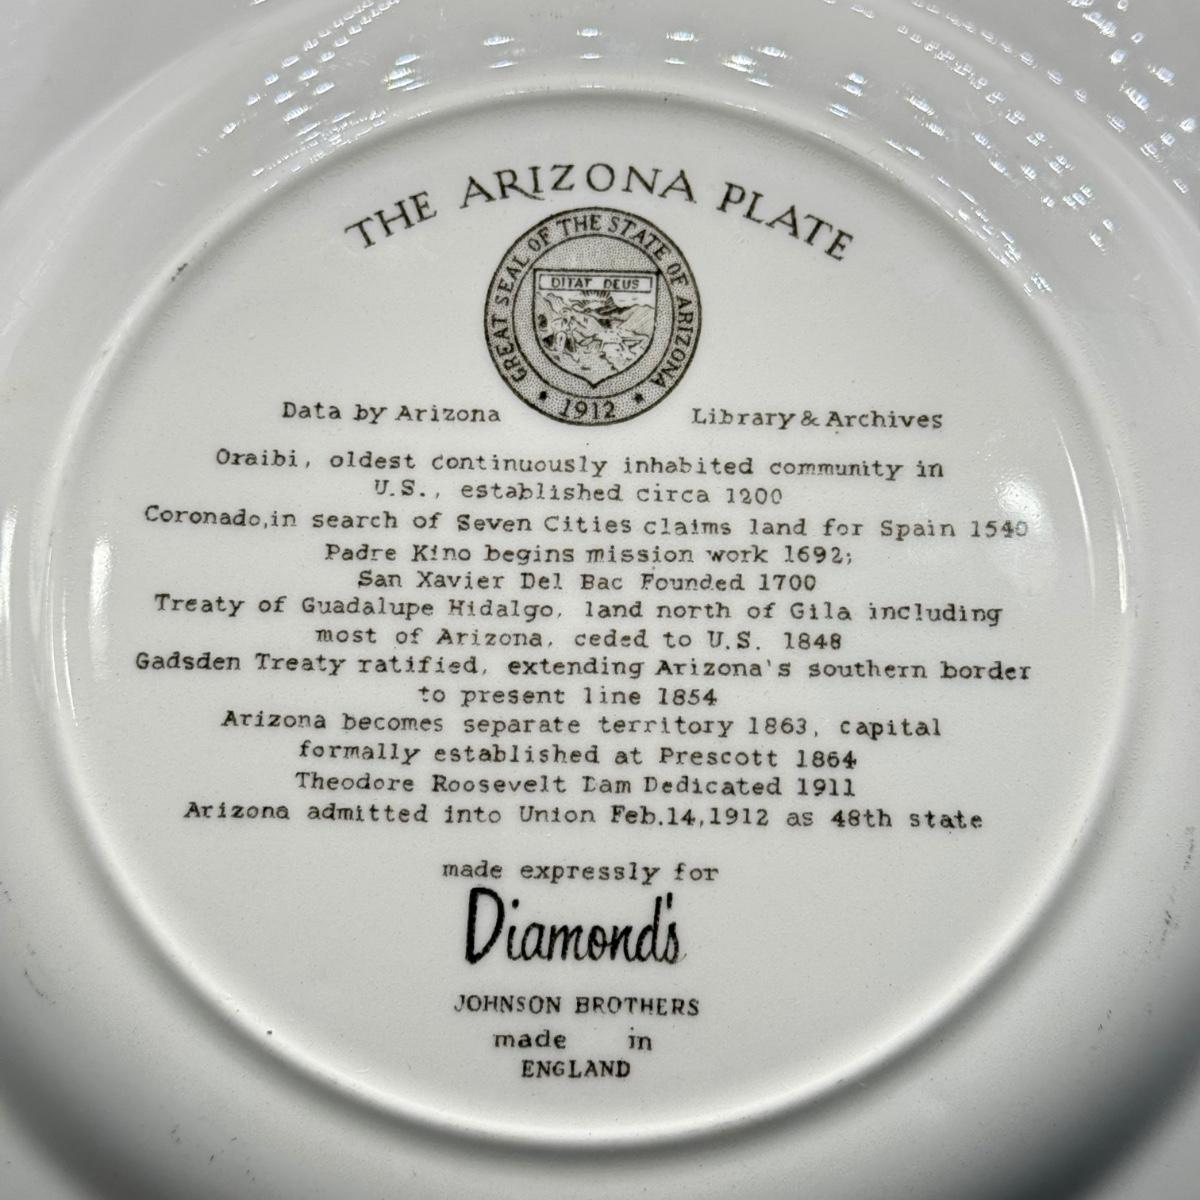 THE ARIZONA PLATE
GREAT SEAL OF THE STATE OF ARIZONA
DITAT DEUS
1912
Data by Arizona Library & Archives
Oraibi, oldest continuously inhabited community in
U.S., established circa 1200
Coronado,in search of Seven Cities claims land for Spain 1540
Padre Kino begins mission work 1692;
San Xavier Del Bac Founded 1700
Treaty of Guadalupe Hidalgo, land north of Gila including
most of Arizona, ceded to U.S. 1848
Gadsden Treaty ratified, extending Arizona's southern border
to present line 1854
Arizona becomes separate territory 1863, capital
formally established at Prescott 1864
Theodore Roosevelt Dam Dedicated 1911
Arizona admitted into Union Feb.14,1912 as 48th state
made expressly for
Diamond's
JOHNSON BROTHERS
made in
ENGLAND